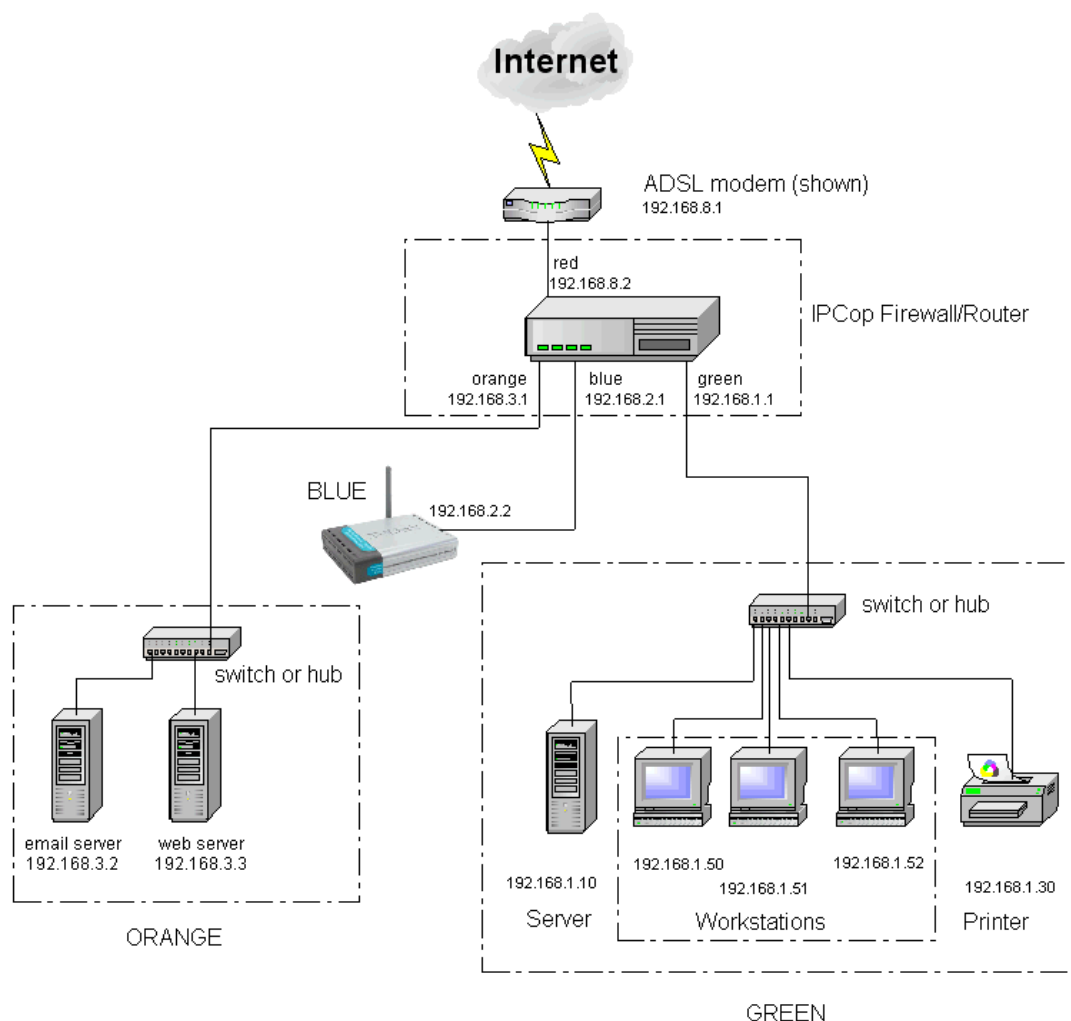 Internet
ADSL modem (shown)
192.168.8.1
red
192.168.8.2
IPCop Firewall/Router
orange
192.168.3.1
blue
192.168.2.1
green
192.168.1.1
BLUE
192.168.2.2
switch or hub
switch or hub
email server
192.168.3.2
web server
192.168.3.3
ORANGE
192.168.1.10
Server
192.168.1.50
192.168.1.51
192.168.1.52
Workstations
192.168.1.30
Printer
GREEN